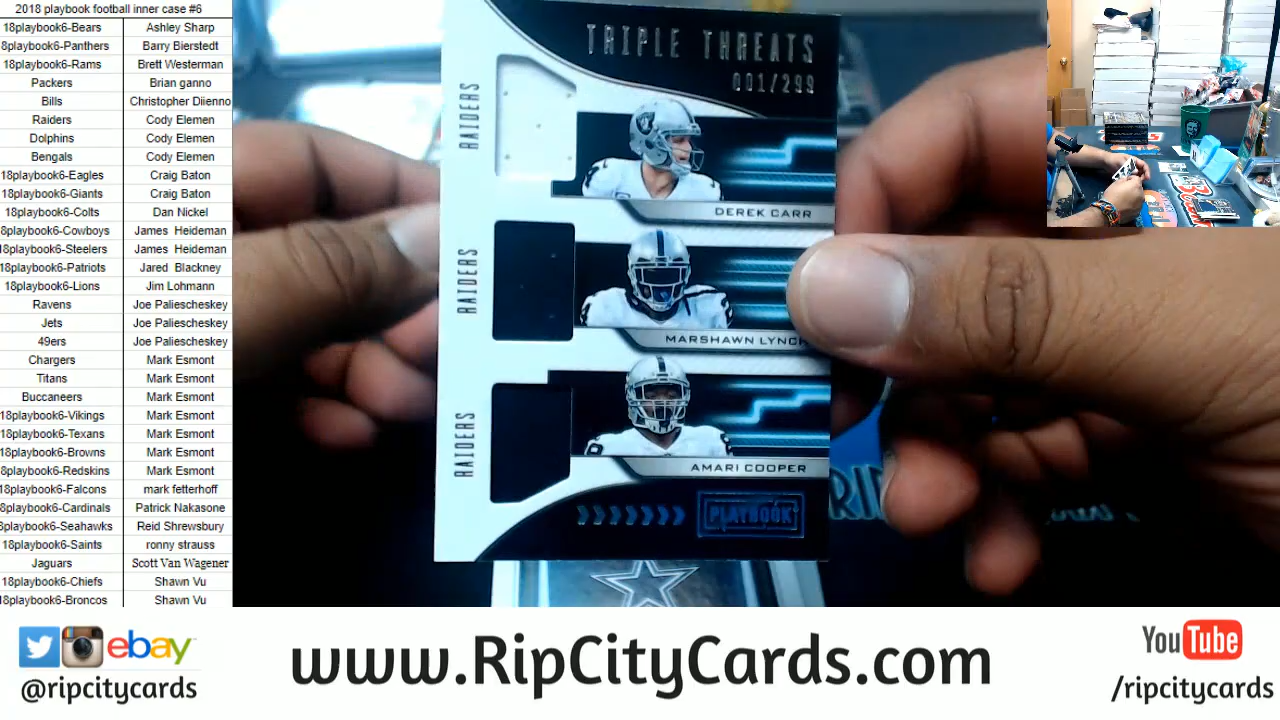 2018 playbook football inner case #6
18playbook6-Bears Ashley Sharp
8playbook6-Panthers Barry Bierstedt
18playbook6-Rams Brett Westerman
Packers Brian ganno
Bills Christopher Diienno
Raiders Cody Elemen
Dolphins Cody Elemen
Bengals Cody Elemen
18playbook6-Eagles Craig Baton
18playbook6-Giants Craig Baton
18playbook6-Colts Dan Nickel
8playbook6-Cowboys James Heideman
18playbook6-Steelers James Heideman
18playbook6-Patriots Jared Blackney
18playbook6-Lions Jim Lohmann
Ravens Joe Paliescheskey
Jets Joe Paliescheskey
49ers Joe Paliescheskey
Chargers Mark Esmont
Titans Mark Esmont
Buccaneers Mark Esmont
18playbook6-Vikings Mark Esmont
18playbook6-Texans Mark Esmont
18playbook6-Browns Mark Esmont
8playbook6-Redskins Mark Esmont
18playbook6-Falcons mark fetterhoff
8playbook6-Cardinals Patrick Nakasone
8playbook6-Seahawks Reid Shrewsbury
18playbook6-Saints ronny strauss
Jaguars Scott Van Wagener
18playbook6-Chiefs Shawn Vu
18playbook6-Broncos Shawn Vu
TRIPLE THREATS
001/299
RAIDERS
DEREK CARR
RAIDERS
MARSHAWN LYNCH
RAIDERS
AMARI COOPER
PLAYBOOK
ebay
@ripcitycards
www.RipCityCards.com
YouTube
/ripcitycards